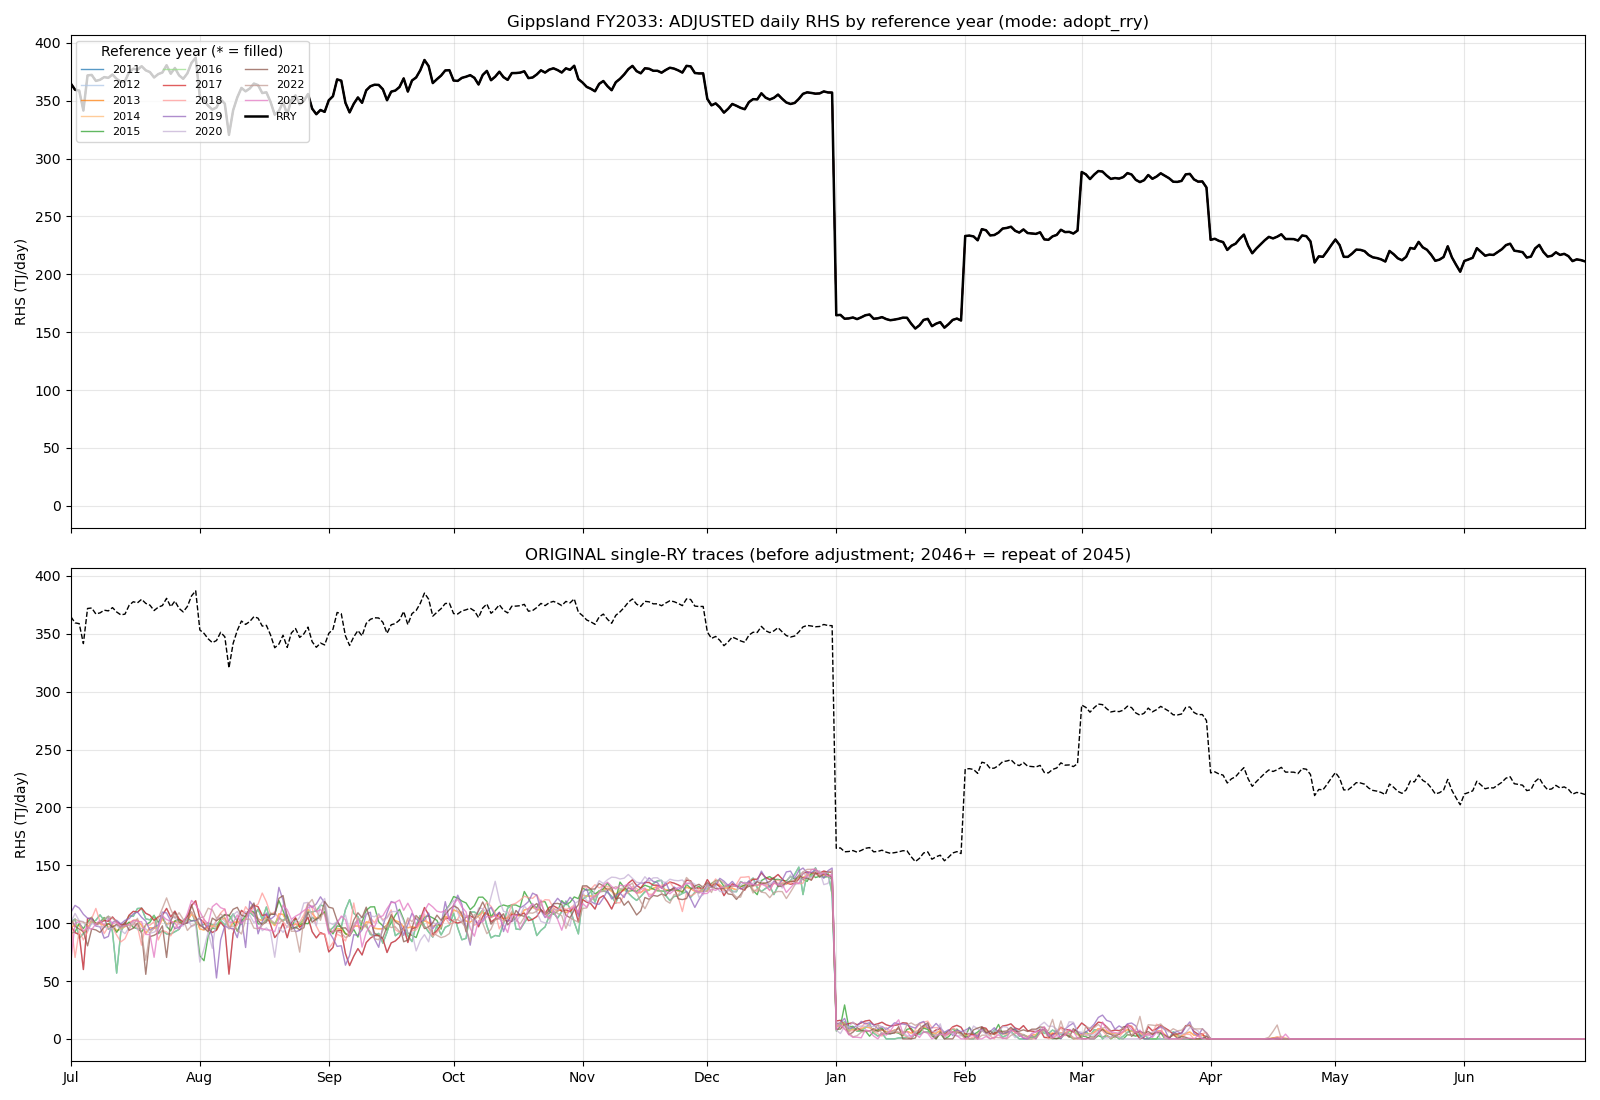 Gippsland FY2033: ADJUSTED daily RHS by reference year (mode: adopt_rry)
Reference year (* = filled)
2011 2016 2021
2012 2017 2022
2013 2018 2023
2014 2019 RRY
2015 2020
400
350
300
250
200
150
100
50
0
RHS (TJ/day)
ORIGINAL single-RY traces (before adjustment; 2046+ = repeat of 2045)
400
350
300
250
200
150
100
50
0
RHS (TJ/day)
Jul Aug Sep Oct Nov Dec Jan Feb Mar Apr May Jun